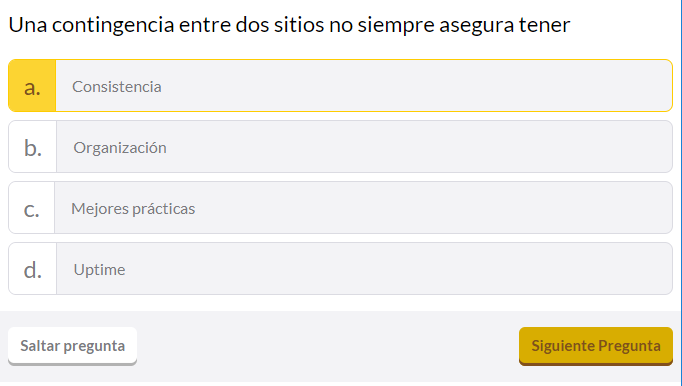 Una contingencia entre dos sitios no siempre asegura tener
a. Consistencia
b. Organización
c. Mejores prácticas
d. Uptime
Saltar pregunta Siguiente Pregunta